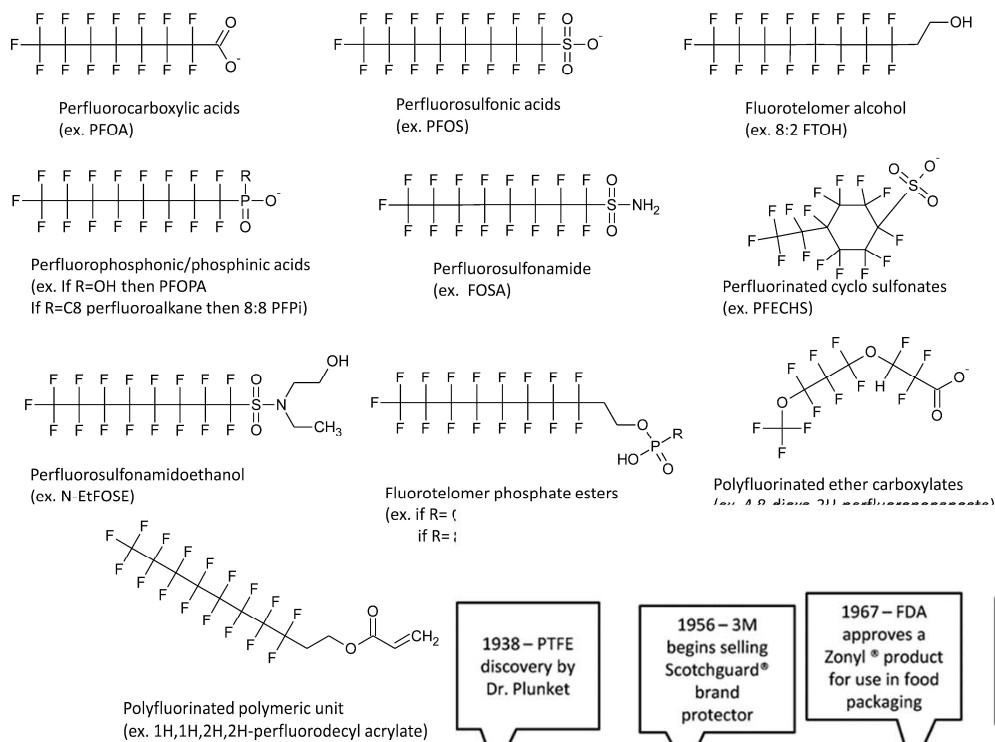 Perfluorocarboxylic acids
(ex. PFOA)
Perfluorosulfonic acids
(ex. PFOS)
Fluorotelomer alcohol
(ex. 8:2 FTOH)
Perfluorophosphonic/phosphinic acids
(ex. If R=OH then PFOPA
If R=C8 perfluoroalkane then 8:8 PFPi)
Perfluorosulfonamide
(ex. FOSA)
Perfluorinated cyclo sulfonates
(ex. PFECHS)
Perfluorosulfonamidoethanol
(ex. N-EtFOSE)
Fluorotelomer phosphate esters
(ex. if R=
if R=
Polyfluorinated ether carboxylates
Polyfluorinated polymeric unit
(ex. 1H,1H,2H,2H-perfluorodecyl acrylate)
1938 – PTFE
discovery by
Dr. Plunket
1956 – 3M
begins selling
Scotchguard®
brand
protector
1967 – FDA
approves a
Zonyl ® product
for use in food
packaging